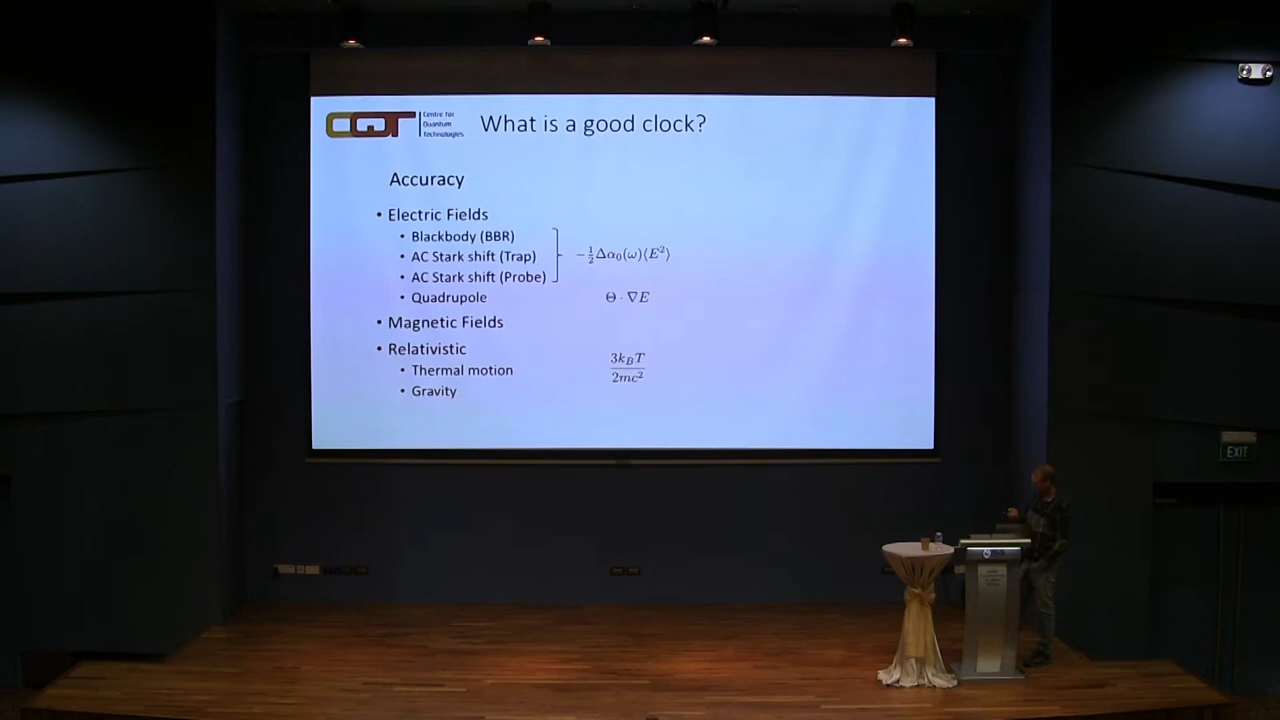 CQT
Centre for
Quantum
Technologies
What is a good clock?
Accuracy
• Electric Fields
• Blackbody (BBR)
• AC Stark shift (Trap)
• AC Stark shift (Probe)
−½Δα₀(ω)⟨E²⟩
• Quadrupole
Θ · ∇E
• Magnetic Fields
• Relativistic
• Thermal motion
3k_BT
2mc²
• Gravity
EXIT